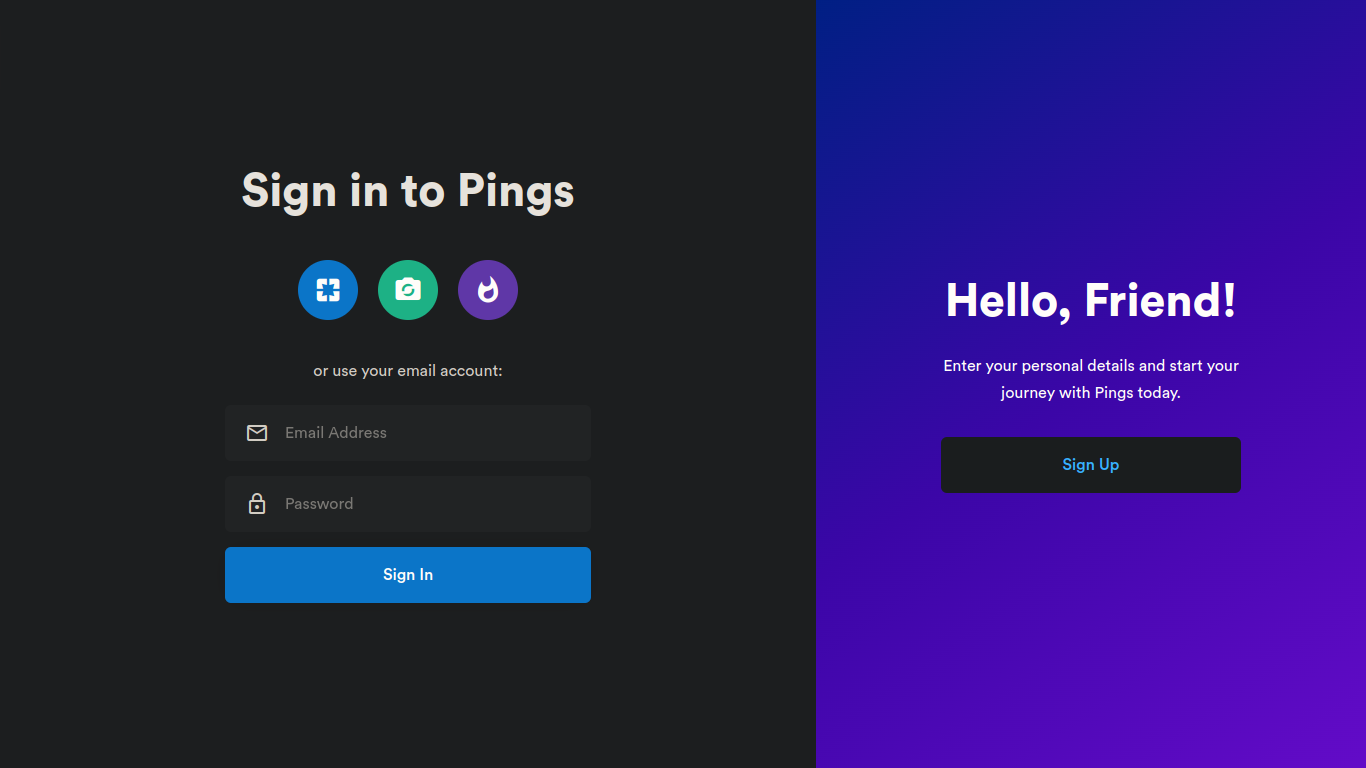 Sign in to Pings
or use your email account:
Email Address
Password
Sign In
Hello, Friend!
Enter your personal details and start your
journey with Pings today.
Sign Up